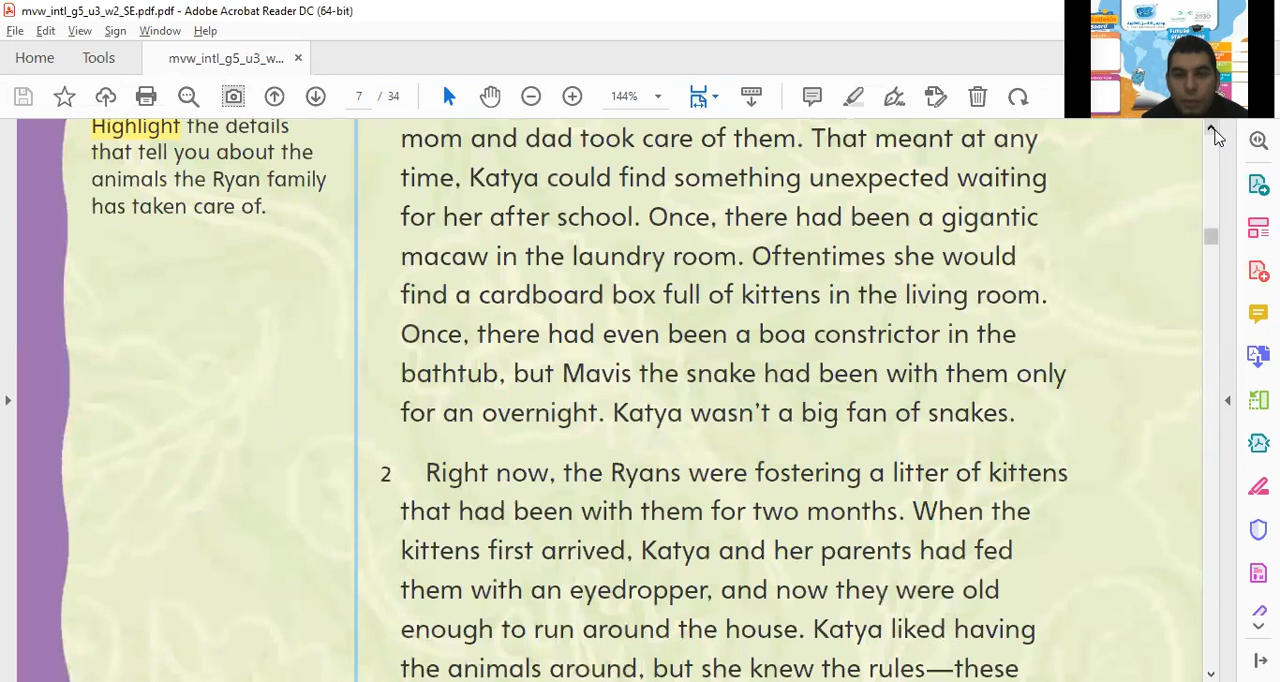 mvw_intl_g5_u3_w2_SE.pdf.pdf - Adobe Acrobat Reader DC (64-bit)
File Edit View Sign Window Help
Home Tools mvw_intl_g5_u3_w... ×
7 / 34 144%
Highlight the details
that tell you about the
animals the Ryan family
has taken care of.
mom and dad took care of them. That meant at any
time, Katya could find something unexpected waiting
for her after school. Once, there had been a gigantic
macaw in the laundry room. Oftentimes she would
find a cardboard box full of kittens in the living room.
Once, there had even been a boa constrictor in the
bathtub, but Mavis the snake had been with them only
for an overnight. Katya wasn’t a big fan of snakes.
2 Right now, the Ryans were fostering a litter of kittens
that had been with them for two months. When the
kittens first arrived, Katya and her parents had fed
them with an eyedropper, and now they were old
enough to run around the house. Katya liked having
the animals around, but she knew the rules—these